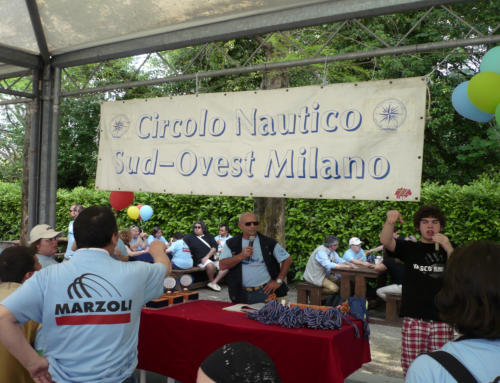 Circolo Nautico
Sud-Ovest Milano
MARZOLI